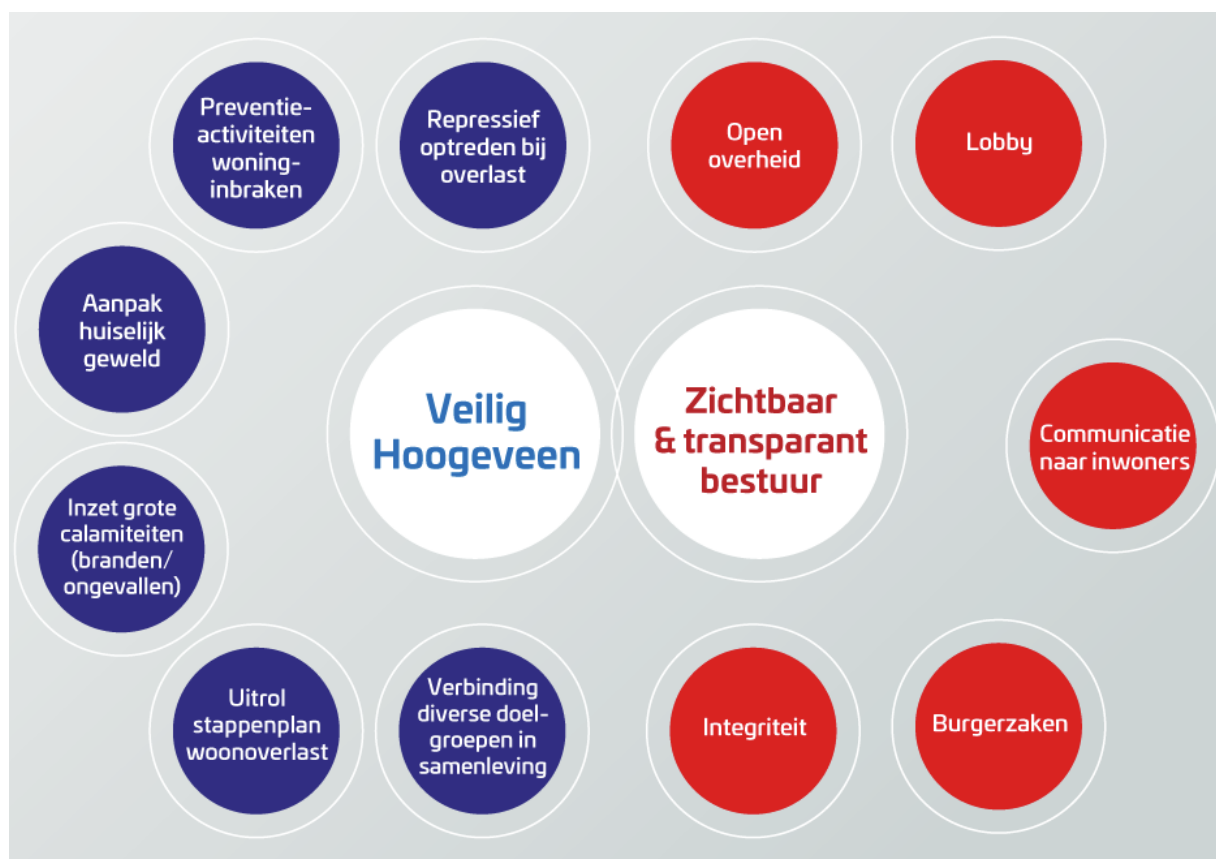 Preventie-
activiteiten
woning-
inbraken
Repressief
optreden bij
overlast
Open
overheid
Lobby
Aanpak
huiselijk
geweld
Veilig
Hoogeveen
Zichtbaar
& transparant
bestuur
Communicatie
naar inwoners
Inzet grote
calamiteiten
(branden/
ongevallen)
Uitrol
stappenplan
woonoverlast
Verbinding
diverse doel-
groepen in
samenleving
Integriteit
Burgerzaken